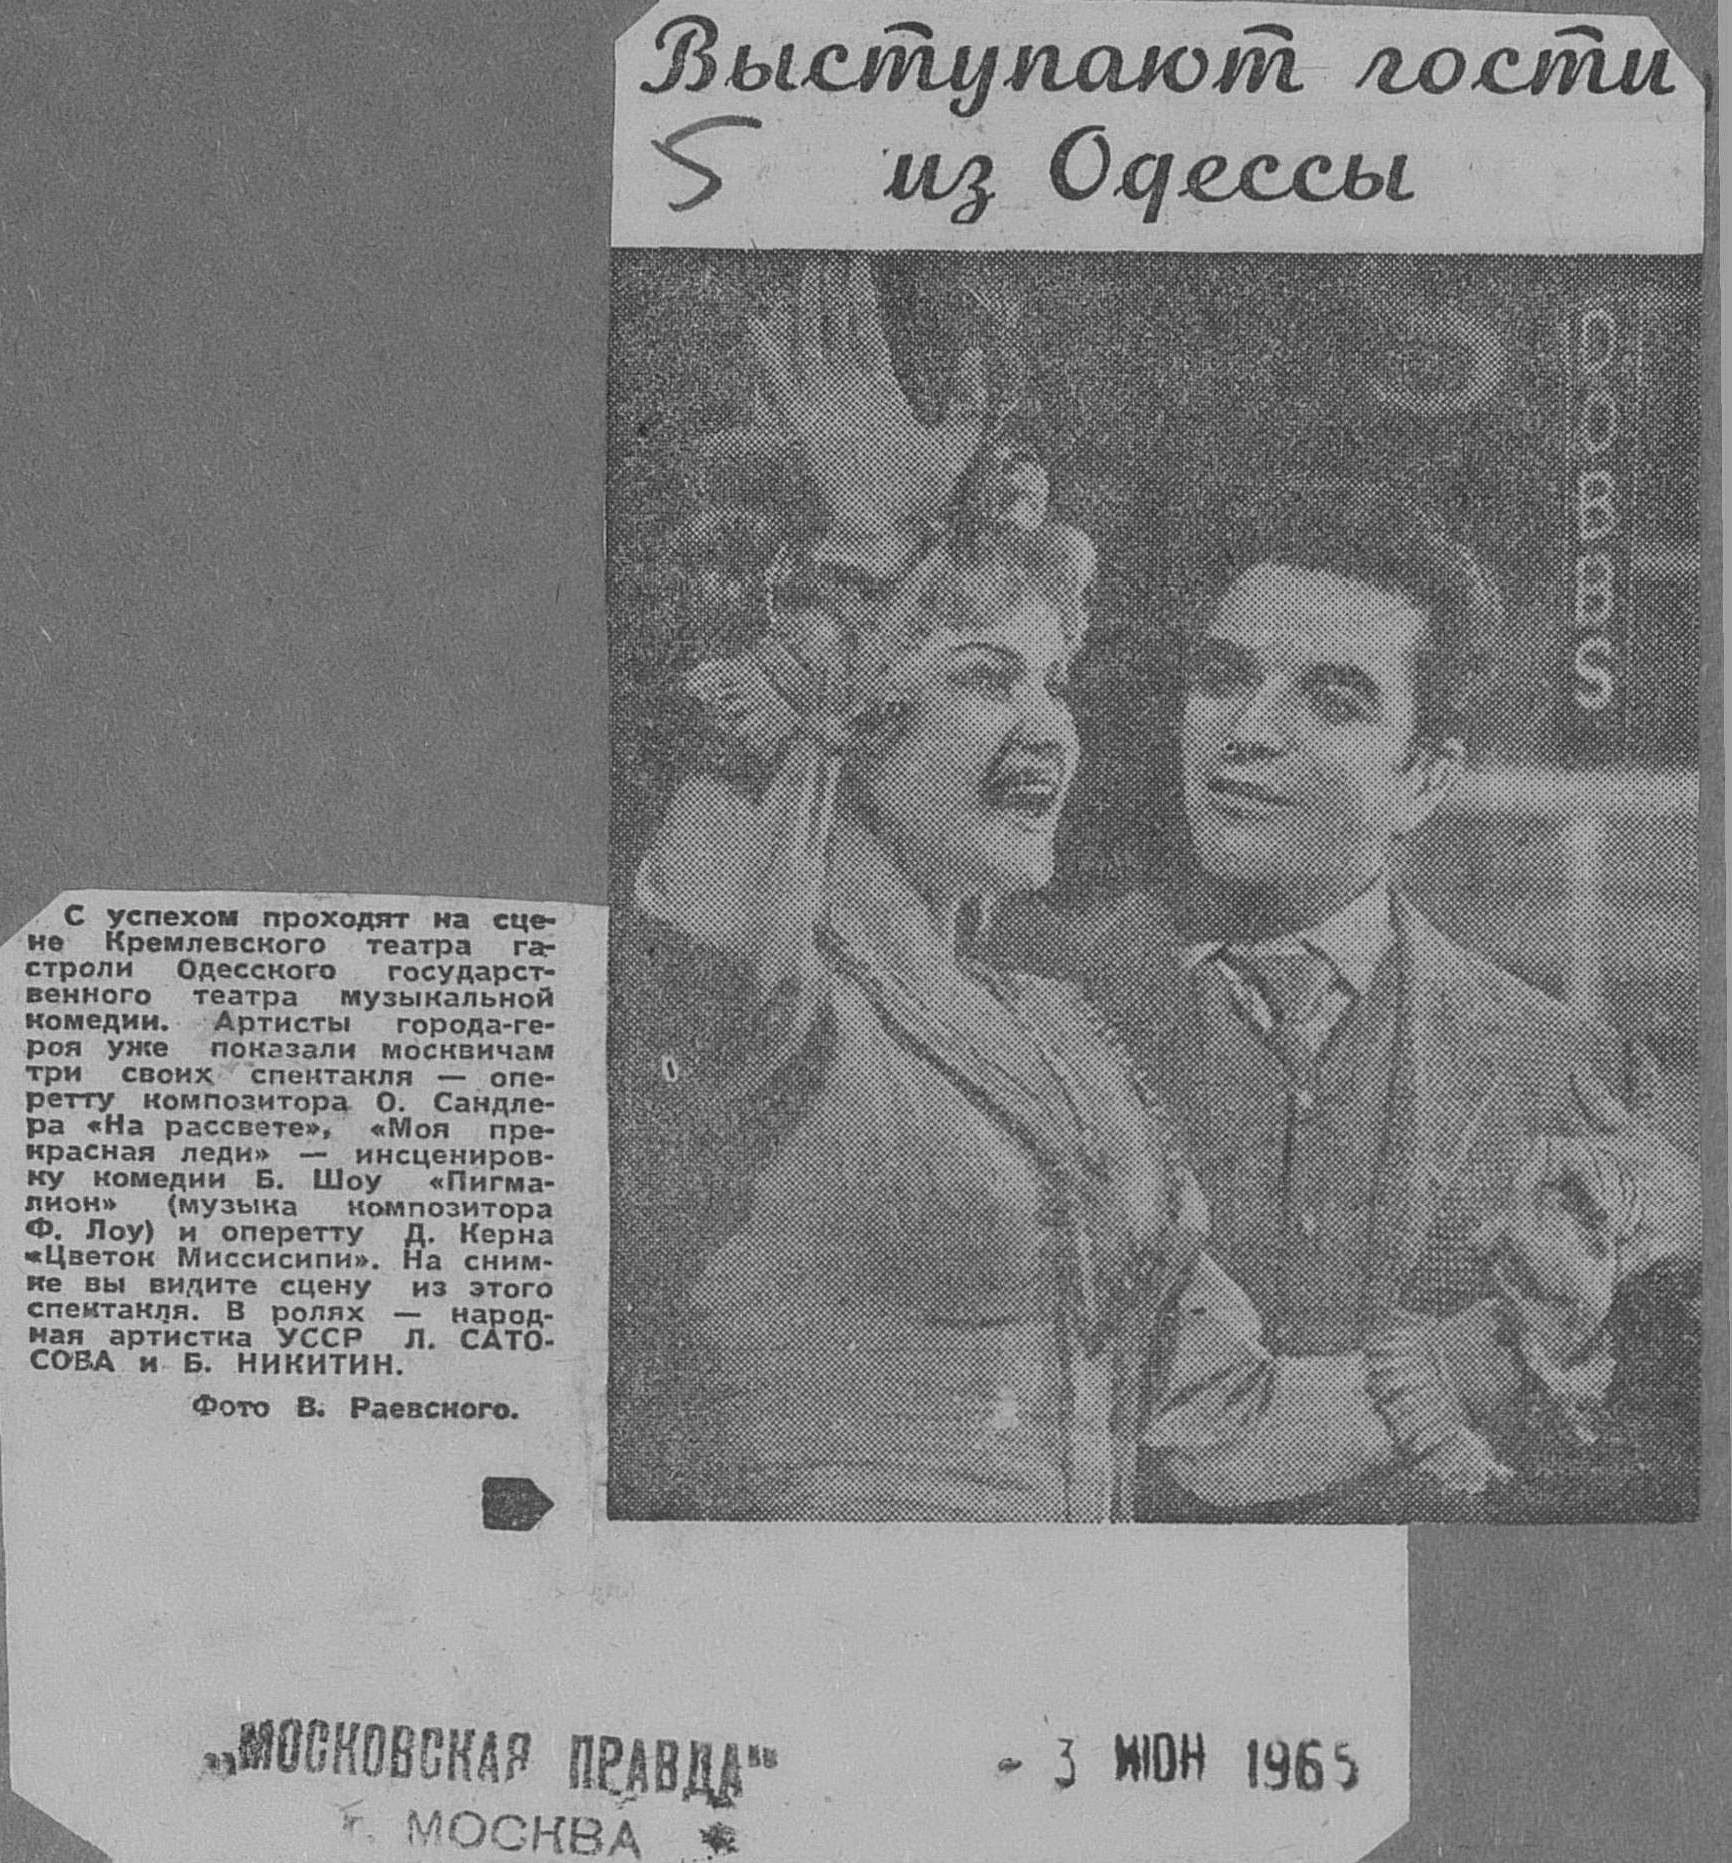 Выступают гости
5 из Одессы
DOBBS
С успехом проходят на сце-
не Кремлевского театра га-
строли Одесского государст-
венного театра музыкальной
комедии. Артисты города-ге-
роя уже показали москвичам
три своих спектакля — опе-
ретту композитора О. Сандле-
ра «На рассвете», «Моя пре-
красная леди» — инсцениров-
ку комедии Б. Шоу «Пигма-
лион» (музыка композитора
Ф. Лоу) и оперетту Д. Керна
«Цветок Миссисипи». На сним-
ке вы видите сцену из этого
спектакля. В ролях — народ-
ная артистка УССР Л. САТО-
СОВА и Б. НИКИТИН.
Фото В. Раевского.
„МОСКОВСКАЯ ПРАВДА"
- 3 ИЮН 1965
г. МОСКВА